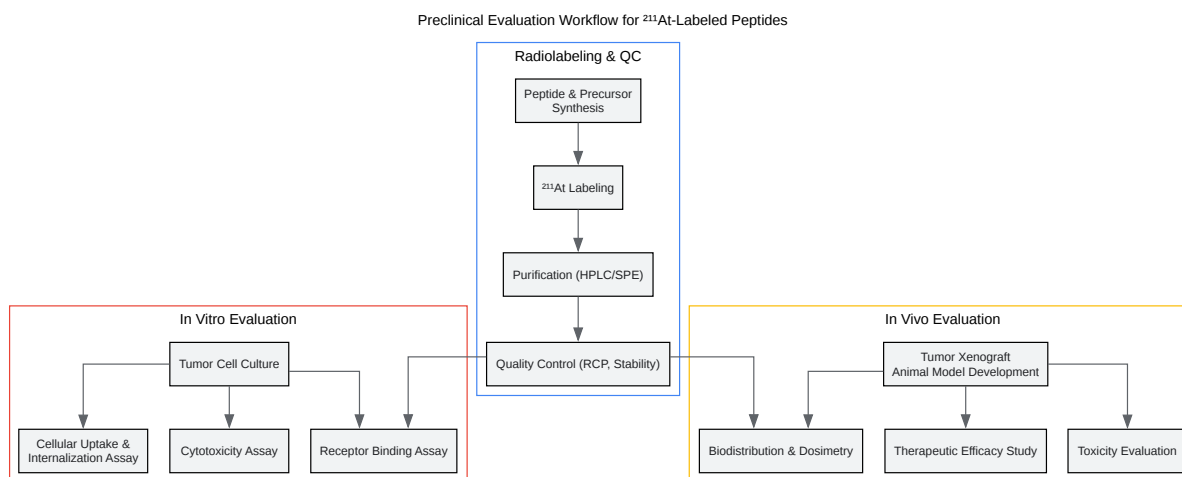 Preclinical Evaluation Workflow for ²¹¹At-Labeled Peptides
Radiolabeling & QC
Peptide & Precursor
Synthesis
²¹¹At Labeling
Purification (HPLC/SPE)
Quality Control (RCP, Stability)
In Vitro Evaluation
Tumor Cell Culture
Cellular Uptake &
Internalization Assay
Cytotoxicity Assay
Receptor Binding Assay
In Vivo Evaluation
Tumor Xenograft
Animal Model Development
Biodistribution & Dosimetry
Therapeutic Efficacy Study
Toxicity Evaluation